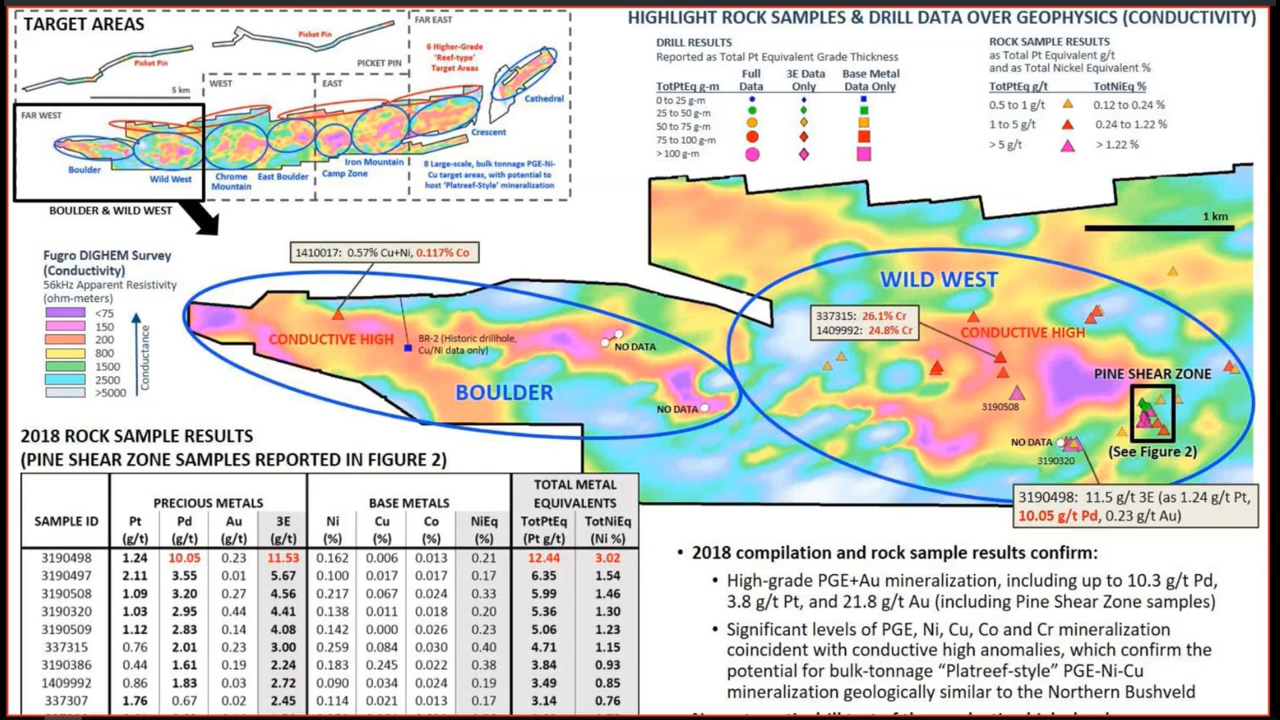 TARGET AREAS
FAR EAST
Picket Pin
Picket Pin
6 Higher-Grade
'Reef-type'
Target Areas
PICKET PIN
5 km
WEST
EAST
FAR WEST
Cathedral
Crescent
Boulder
Wild West
Chrome
Mountain
East Boulder
Camp Zone
Iron Mountain
8 Large-scale, bulk tonnage PGE-Ni-
Cu target areas, with potential to
host 'Platreef-Style' mineralization
BOULDER & WILD WEST
HIGHLIGHT ROCK SAMPLES & DRILL DATA OVER GEOPHYSICS (CONDUCTIVITY)
DRILL RESULTS
Reported as Total Pt Equivalent Grade Thickness
TotPtEq g-m Full Data 3E Data Only Base Metal Data Only
0 to 25 g-m
25 to 50 g-m
50 to 75 g-m
75 to 100 g-m
> 100 g-m
ROCK SAMPLE RESULTS
as Total Pt Equivalent g/t
and as Total Nickel Equivalent %
TotPtEq g/t TotNiEq %
0.5 to 1 g/t 0.12 to 0.24 %
1 to 5 g/t 0.24 to 1.22 %
> 5 g/t > 1.22 %
1 km
Fugro DIGHEM Survey
(Conductivity)
56kHz Apparent Resistivity
(ohm-meters)
<75
150
200
800
1500
2500
>5000
Conductance
1410017: 0.57% Cu+Ni, 0.117% Co
CONDUCTIVE HIGH
BR-2 (Historic drillhole,
Cu/Ni data only)
NO DATA
BOULDER
NO DATA
WILD WEST
337315: 26.1% Cr
1409992: 24.8% Cr
CONDUCTIVE HIGH
PINE SHEAR ZONE
3190508
NO DATA
3190320
(See Figure 2)
3190498: 11.5 g/t 3E (as 1.24 g/t Pt,
10.05 g/t Pd, 0.23 g/t Au)
2018 ROCK SAMPLE RESULTS
(PINE SHEAR ZONE SAMPLES REPORTED IN FIGURE 2)
SAMPLE ID PRECIOUS METALS BASE METALS TOTAL METAL EQUIVALENTS
Pt Pd Au 3E Ni Cu Co NiEq TotPtEq TotNiEq
(g/t) (g/t) (g/t) (g/t) (%) (%) (%) (%) (Pt g/t) (Ni %)
3190498 1.24 10.05 0.23 11.53 0.162 0.006 0.013 0.21 12.44 3.02
3190497 2.11 3.55 0.01 5.67 0.100 0.017 0.017 0.17 6.35 1.54
3190508 1.09 3.20 0.27 4.56 0.217 0.067 0.024 0.33 5.99 1.46
3190320 1.03 2.95 0.44 4.41 0.138 0.011 0.018 0.20 5.36 1.30
3190509 1.12 2.83 0.14 4.08 0.142 0.000 0.026 0.23 5.06 1.23
337315 0.76 2.01 0.23 3.00 0.259 0.084 0.030 0.40 4.71 1.15
3190386 0.44 1.61 0.19 2.24 0.183 0.245 0.022 0.38 3.84 0.93
1409992 0.86 1.83 0.03 2.72 0.090 0.034 0.024 0.19 3.49 0.85
337307 1.76 0.67 0.02 2.45 0.114 0.021 0.013 0.17 3.14 0.76
• 2018 compilation and rock sample results confirm:
• High-grade PGE+Au mineralization, including up to 10.3 g/t Pd,
3.8 g/t Pt, and 21.8 g/t Au (including Pine Shear Zone samples)
• Significant levels of PGE, Ni, Cu, Co and Cr mineralization
coincident with conductive high anomalies, which confirm the
potential for bulk-tonnage "Platreef-style" PGE-Ni-Cu
mineralization geologically similar to the Northern Bushveld